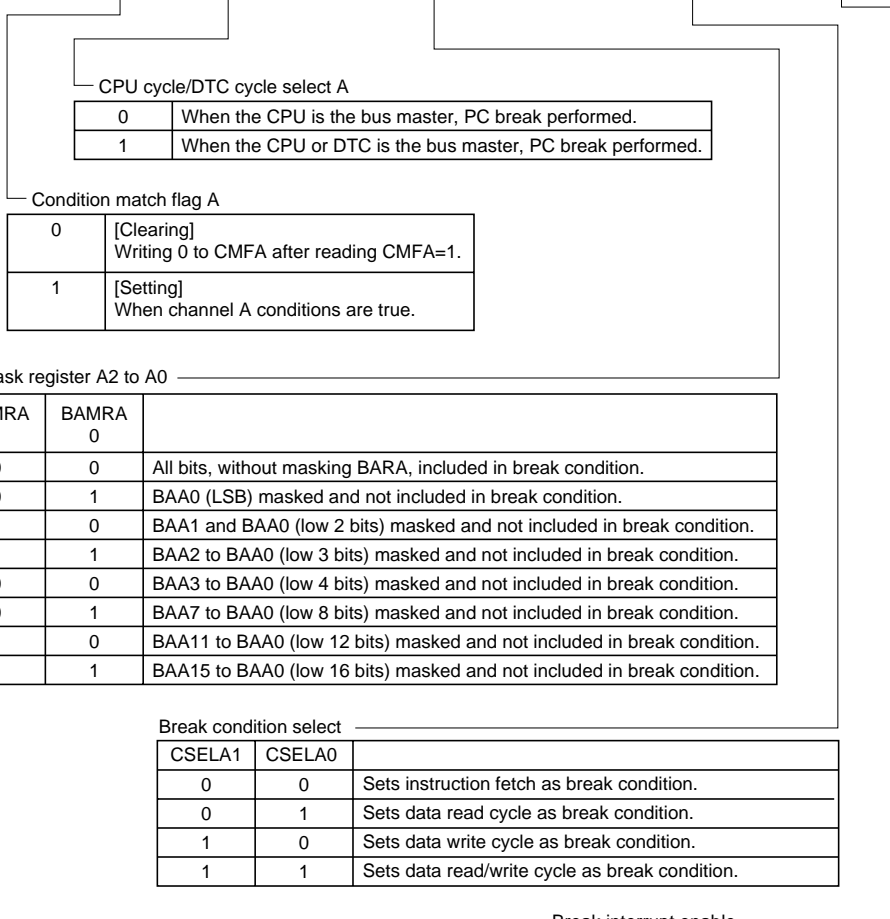 CPU cycle/DTC cycle select A
0 When the CPU is the bus master, PC break performed.
1 When the CPU or DTC is the bus master, PC break performed.
Condition match flag A
0 [Clearing]
Writing 0 to CMFA after reading CMFA=1.
1 [Setting]
When channel A conditions are true.
ask register A2 to A0
MRA BAMRA
0
0 All bits, without masking BARA, included in break condition.
1 BAA0 (LSB) masked and not included in break condition.
0 BAA1 and BAA0 (low 2 bits) masked and not included in break condition.
1 BAA2 to BAA0 (low 3 bits) masked and not included in break condition.
0 BAA3 to BAA0 (low 4 bits) masked and not included in break condition.
1 BAA7 to BAA0 (low 8 bits) masked and not included in break condition.
0 BAA11 to BAA0 (low 12 bits) masked and not included in break condition.
1 BAA15 to BAA0 (low 16 bits) masked and not included in break condition.
Break condition select
CSELA1 CSELA0
0 0 Sets instruction fetch as break condition.
0 1 Sets data read cycle as break condition.
1 0 Sets data write cycle as break condition.
1 1 Sets data read/write cycle as break condition.
Break interrupt enable